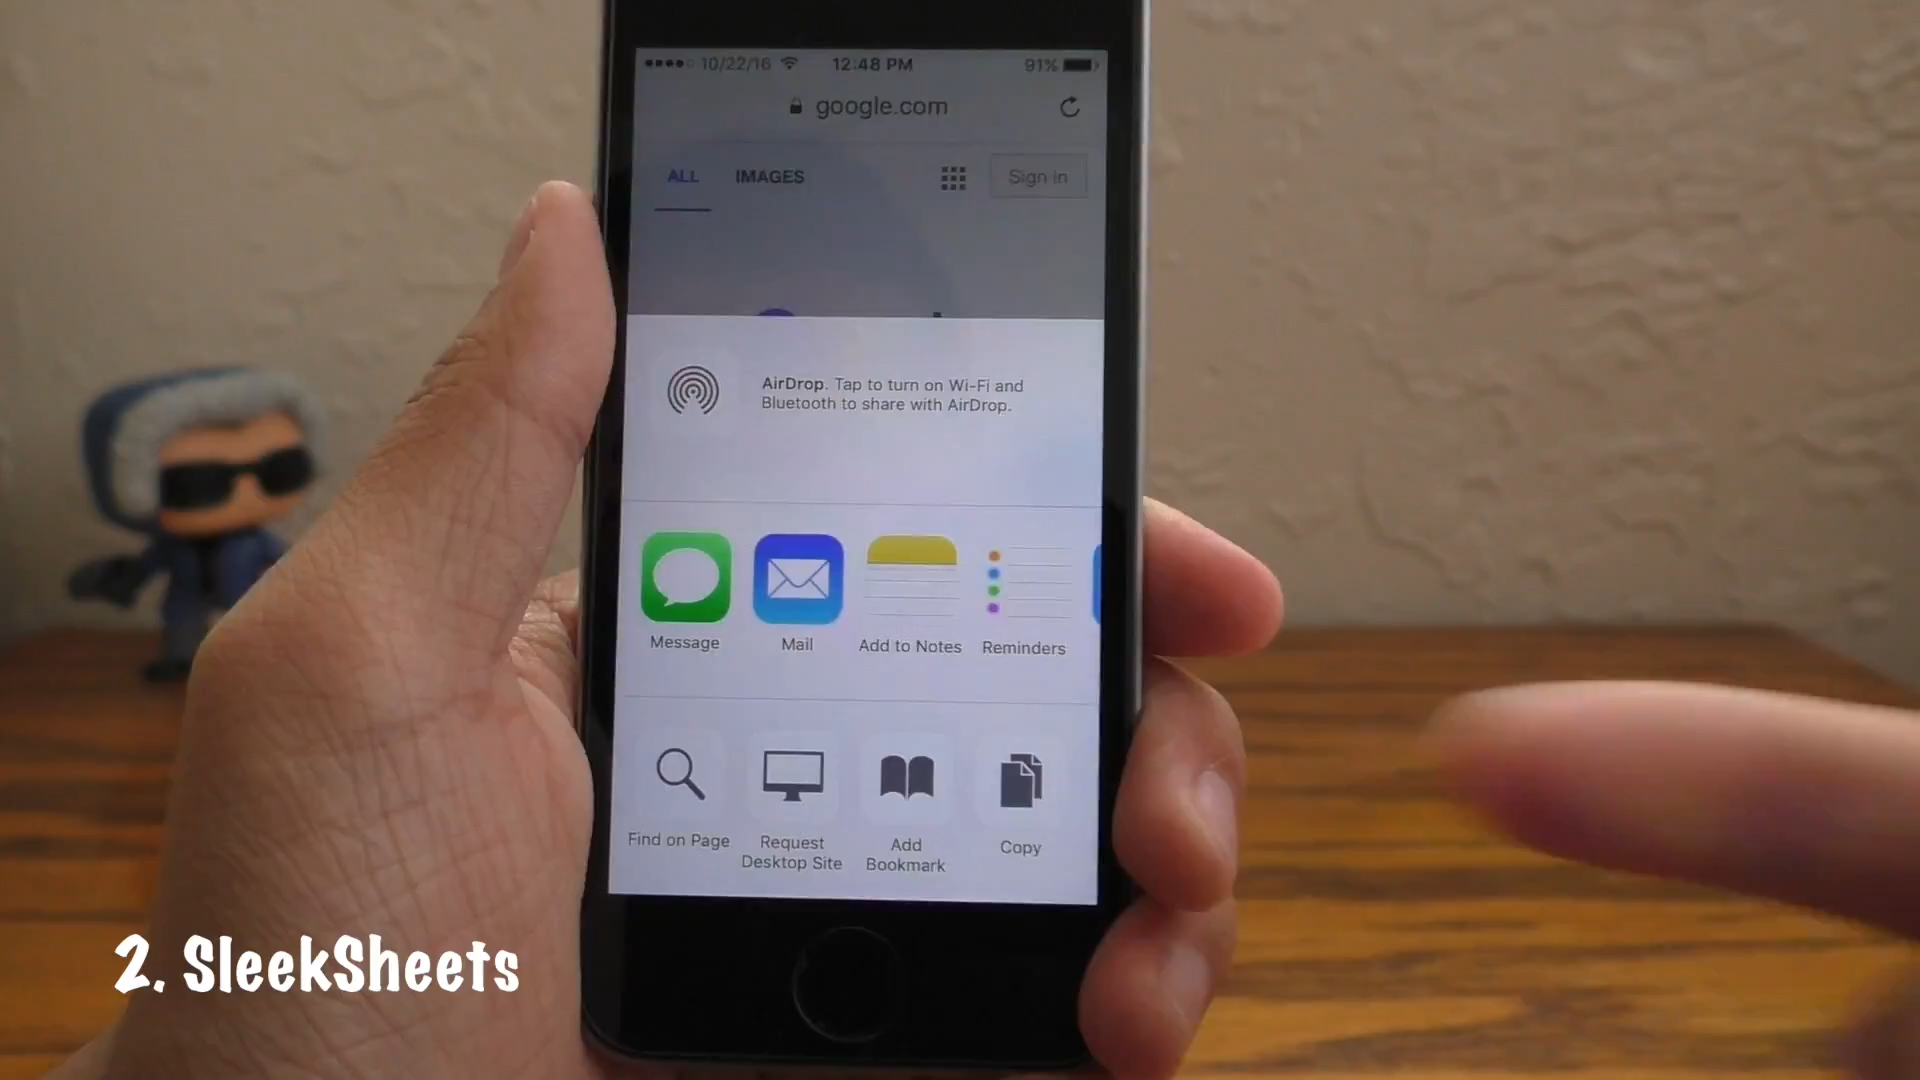 10/22/16 12:48 PM 91%
google.com
ALL IMAGES Sign in
AirDrop. Tap to turn on Wi-Fi and
Bluetooth to share with AirDrop.
Message Mail Add to Notes Reminders
Find on Page
Request
Desktop Site
Add
Bookmark
Copy
2. SleekSheets